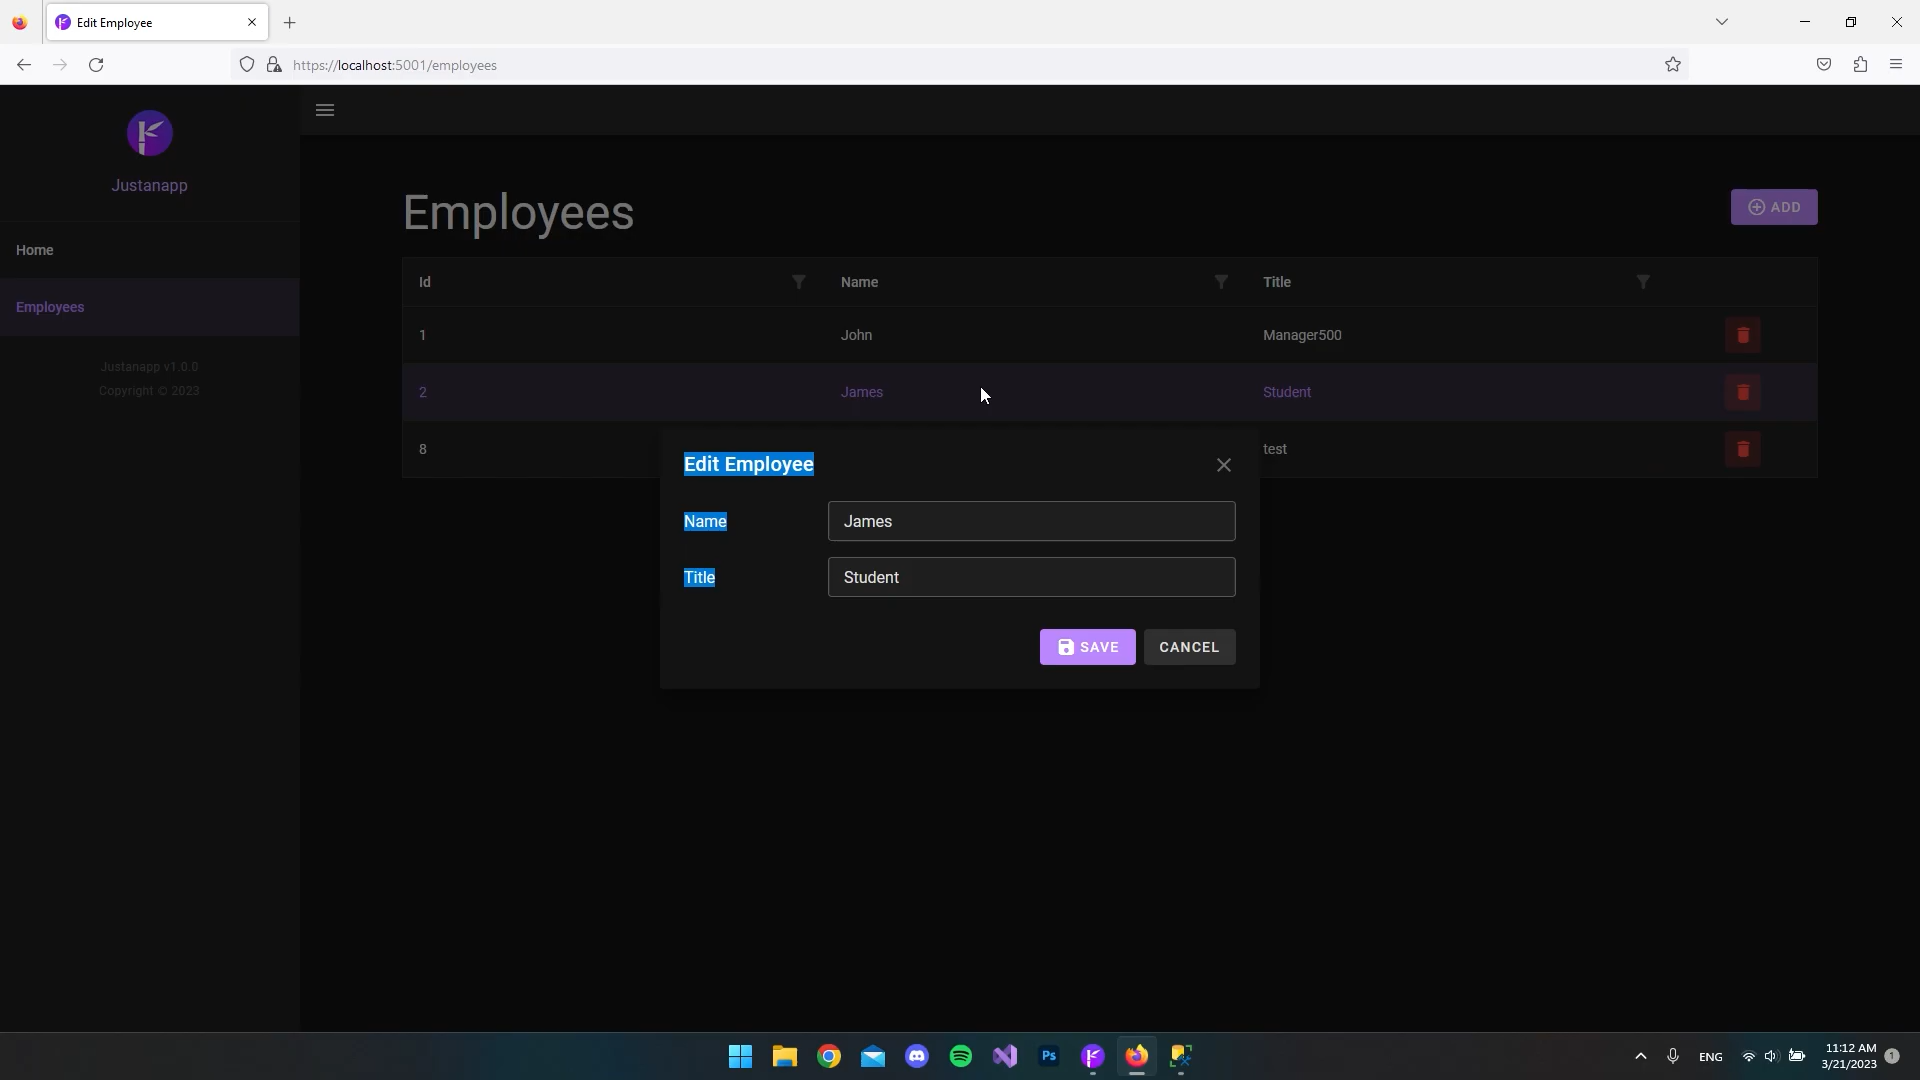 Edit Employee
https://localhost:5001/employees
Justanapp
Home
Employees
Justanapp v1.0.0
Copyright © 2023
Employees
ADD
Id Name Title
1 John Manager500
2 James Student
8 test
Edit Employee
Name James
Title Student
SAVE CANCEL
Ps
ENG
11:12 AM
3/21/2023
1